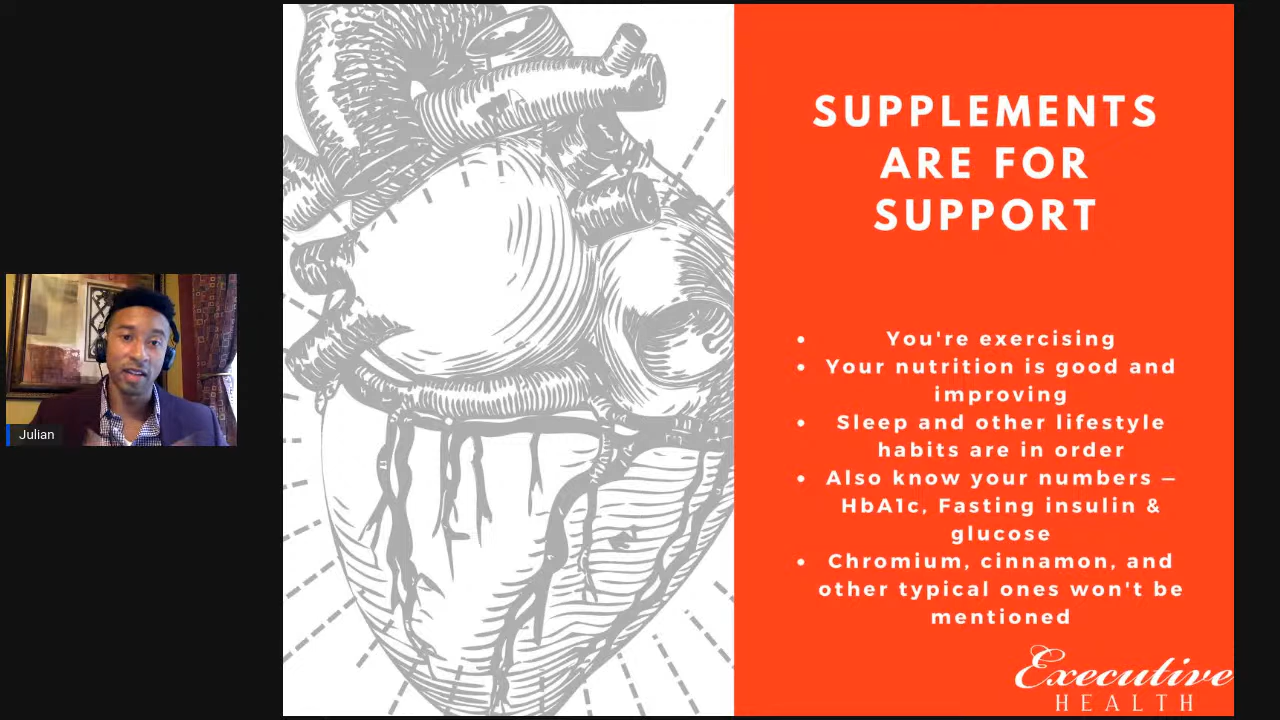 SUPPLEMENTS
ARE FOR
SUPPORT
• You're exercising
• Your nutrition is good and
improving
• Sleep and other lifestyle
habits are in order
• Also know your numbers –
HbA1c, Fasting insulin &
glucose
• Chromium, cinnamon, and
other typical ones won't be
mentioned
Executive
HEALTH
Julian